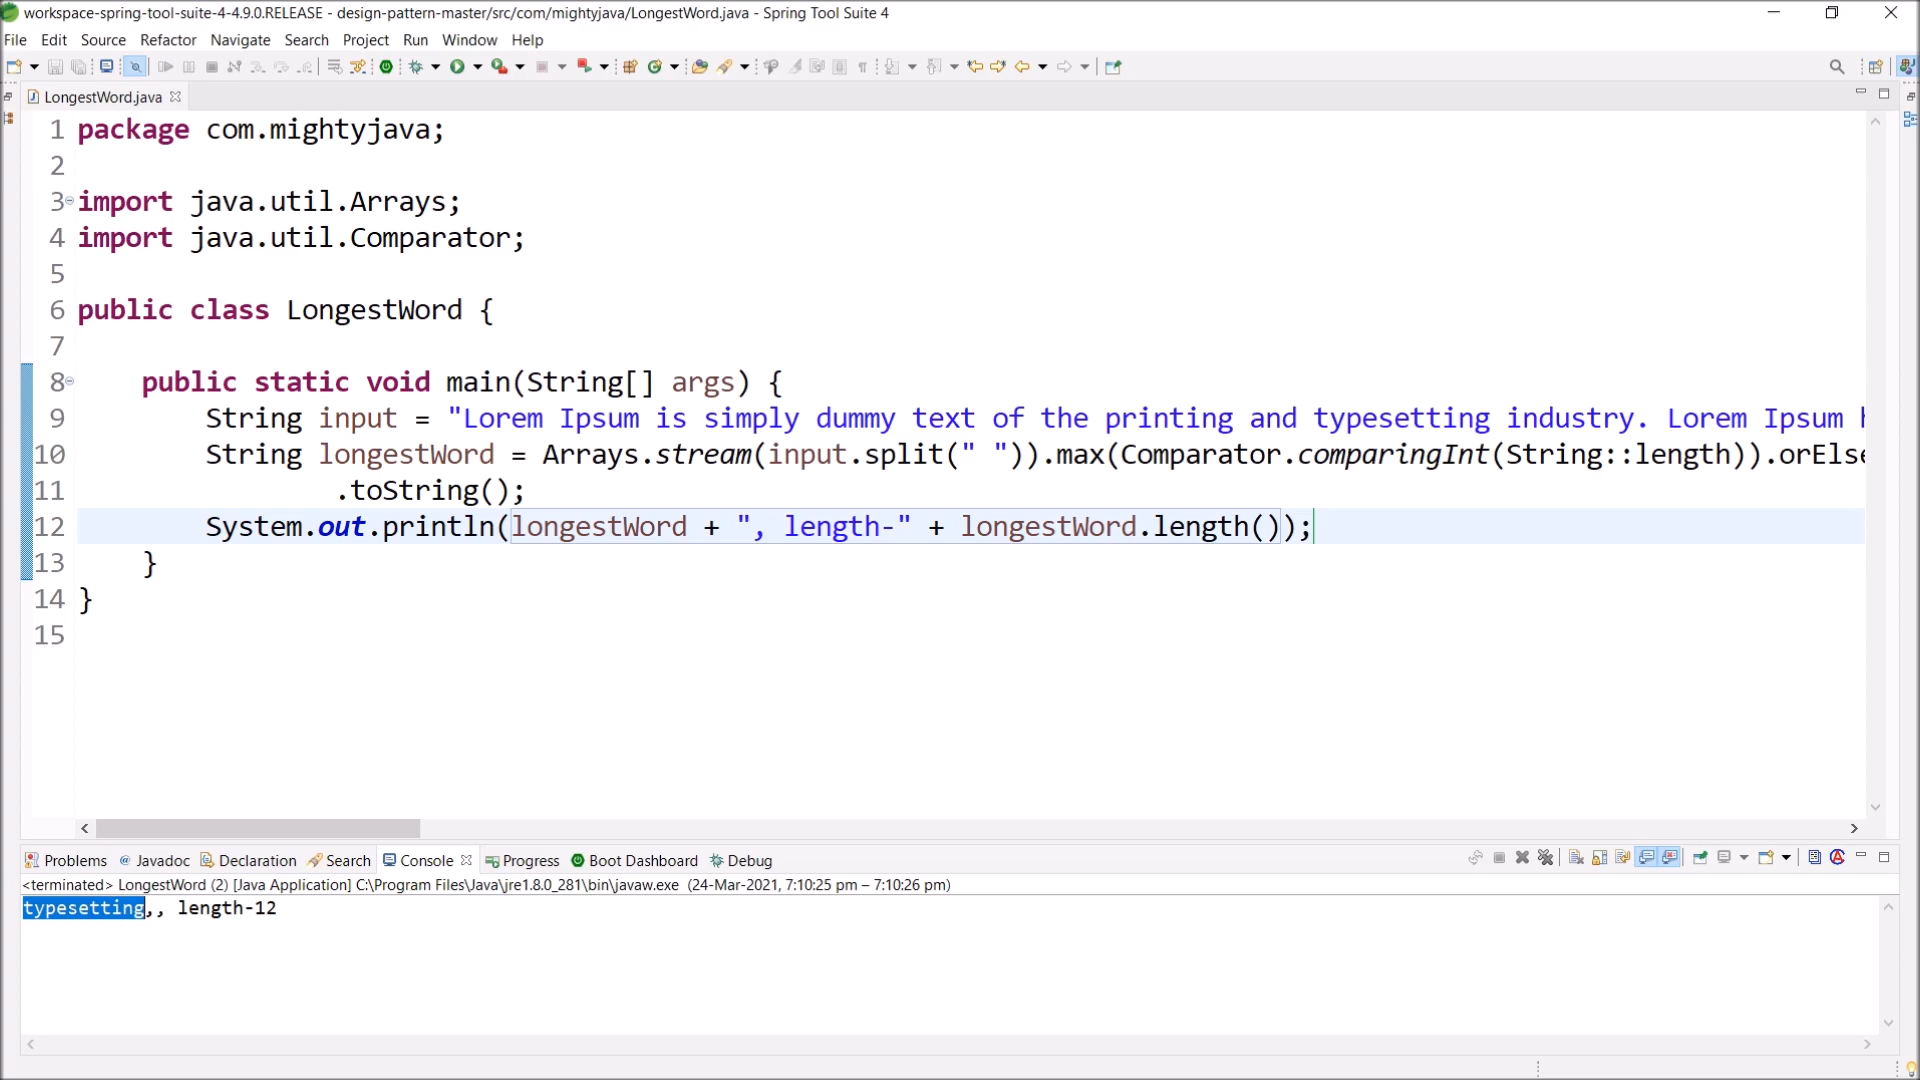 workspace-spring-tool-suite-4-4.9.0.RELEASE - design-pattern-master/src/com/mightyjava/LongestWord.java - Spring Tool Suite 4
File Edit Source Refactor Navigate Search Project Run Window Help
LongestWord.java
1 package com.mightyjava;
2
3 import java.util.Arrays;
4 import java.util.Comparator;
5
6 public class LongestWord {
7
8 public static void main(String[] args) {
9 String input = "Lorem Ipsum is simply dummy text of the printing and typesetting industry. Lorem Ipsum h
10 String longestWord = Arrays.stream(input.split(" ")).max(Comparator.comparingInt(String::length)).orElse
11 .toString();
12 System.out.println(longestWord + ", length-" + longestWord.length());
13 }
14 }
15
Problems Javadoc Declaration Search Console Progress Boot Dashboard Debug
<terminated> LongestWord (2) [Java Application] C:\Program Files\Java\jre1.8.0_281\bin\javaw.exe (24-Mar-2021, 7:10:25 pm – 7:10:26 pm)
typesetting,, length-12